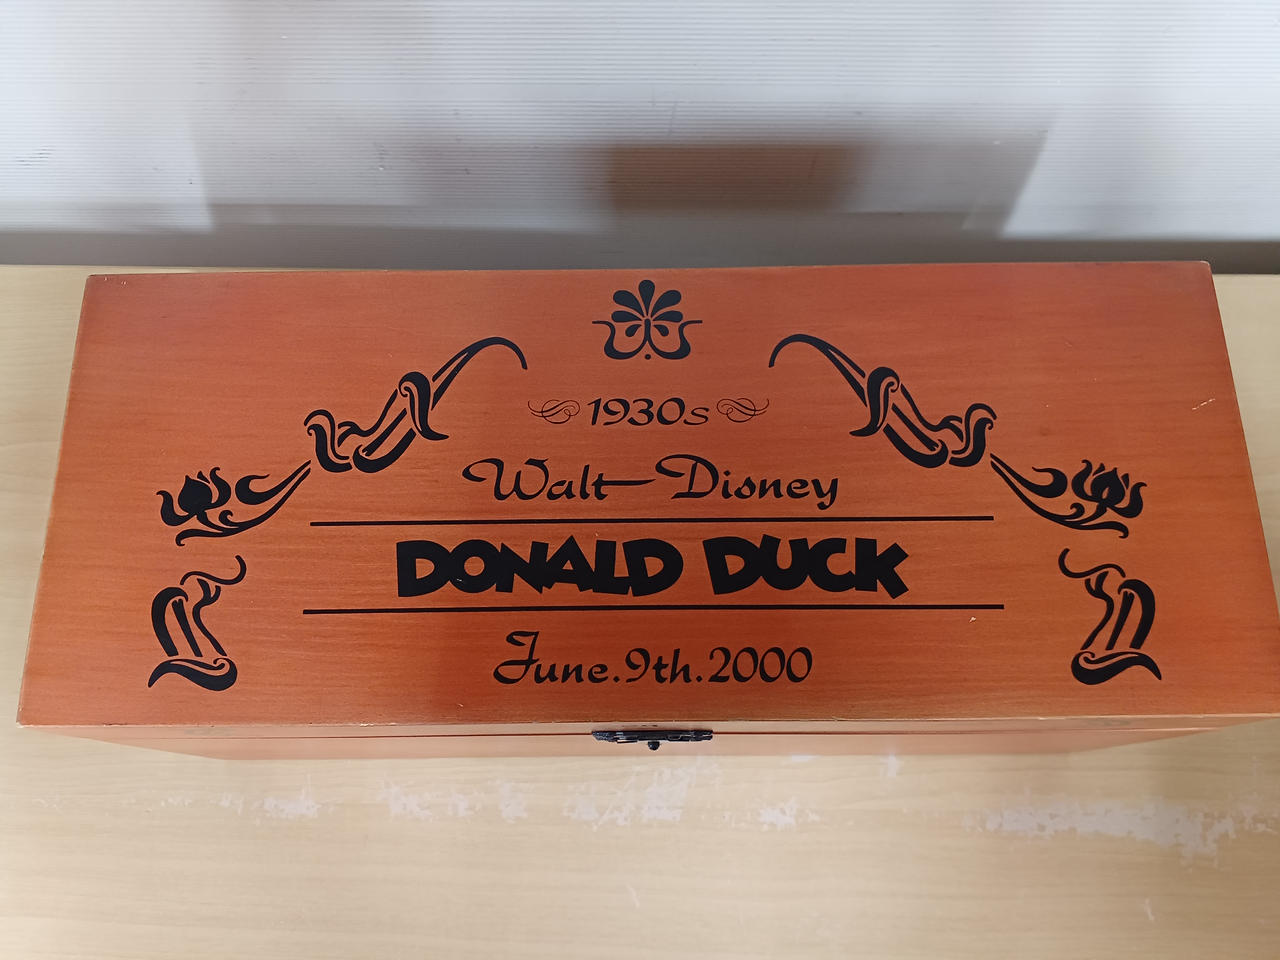 1930s
Walt Disney
DONALD DUCK
June.9th.2000